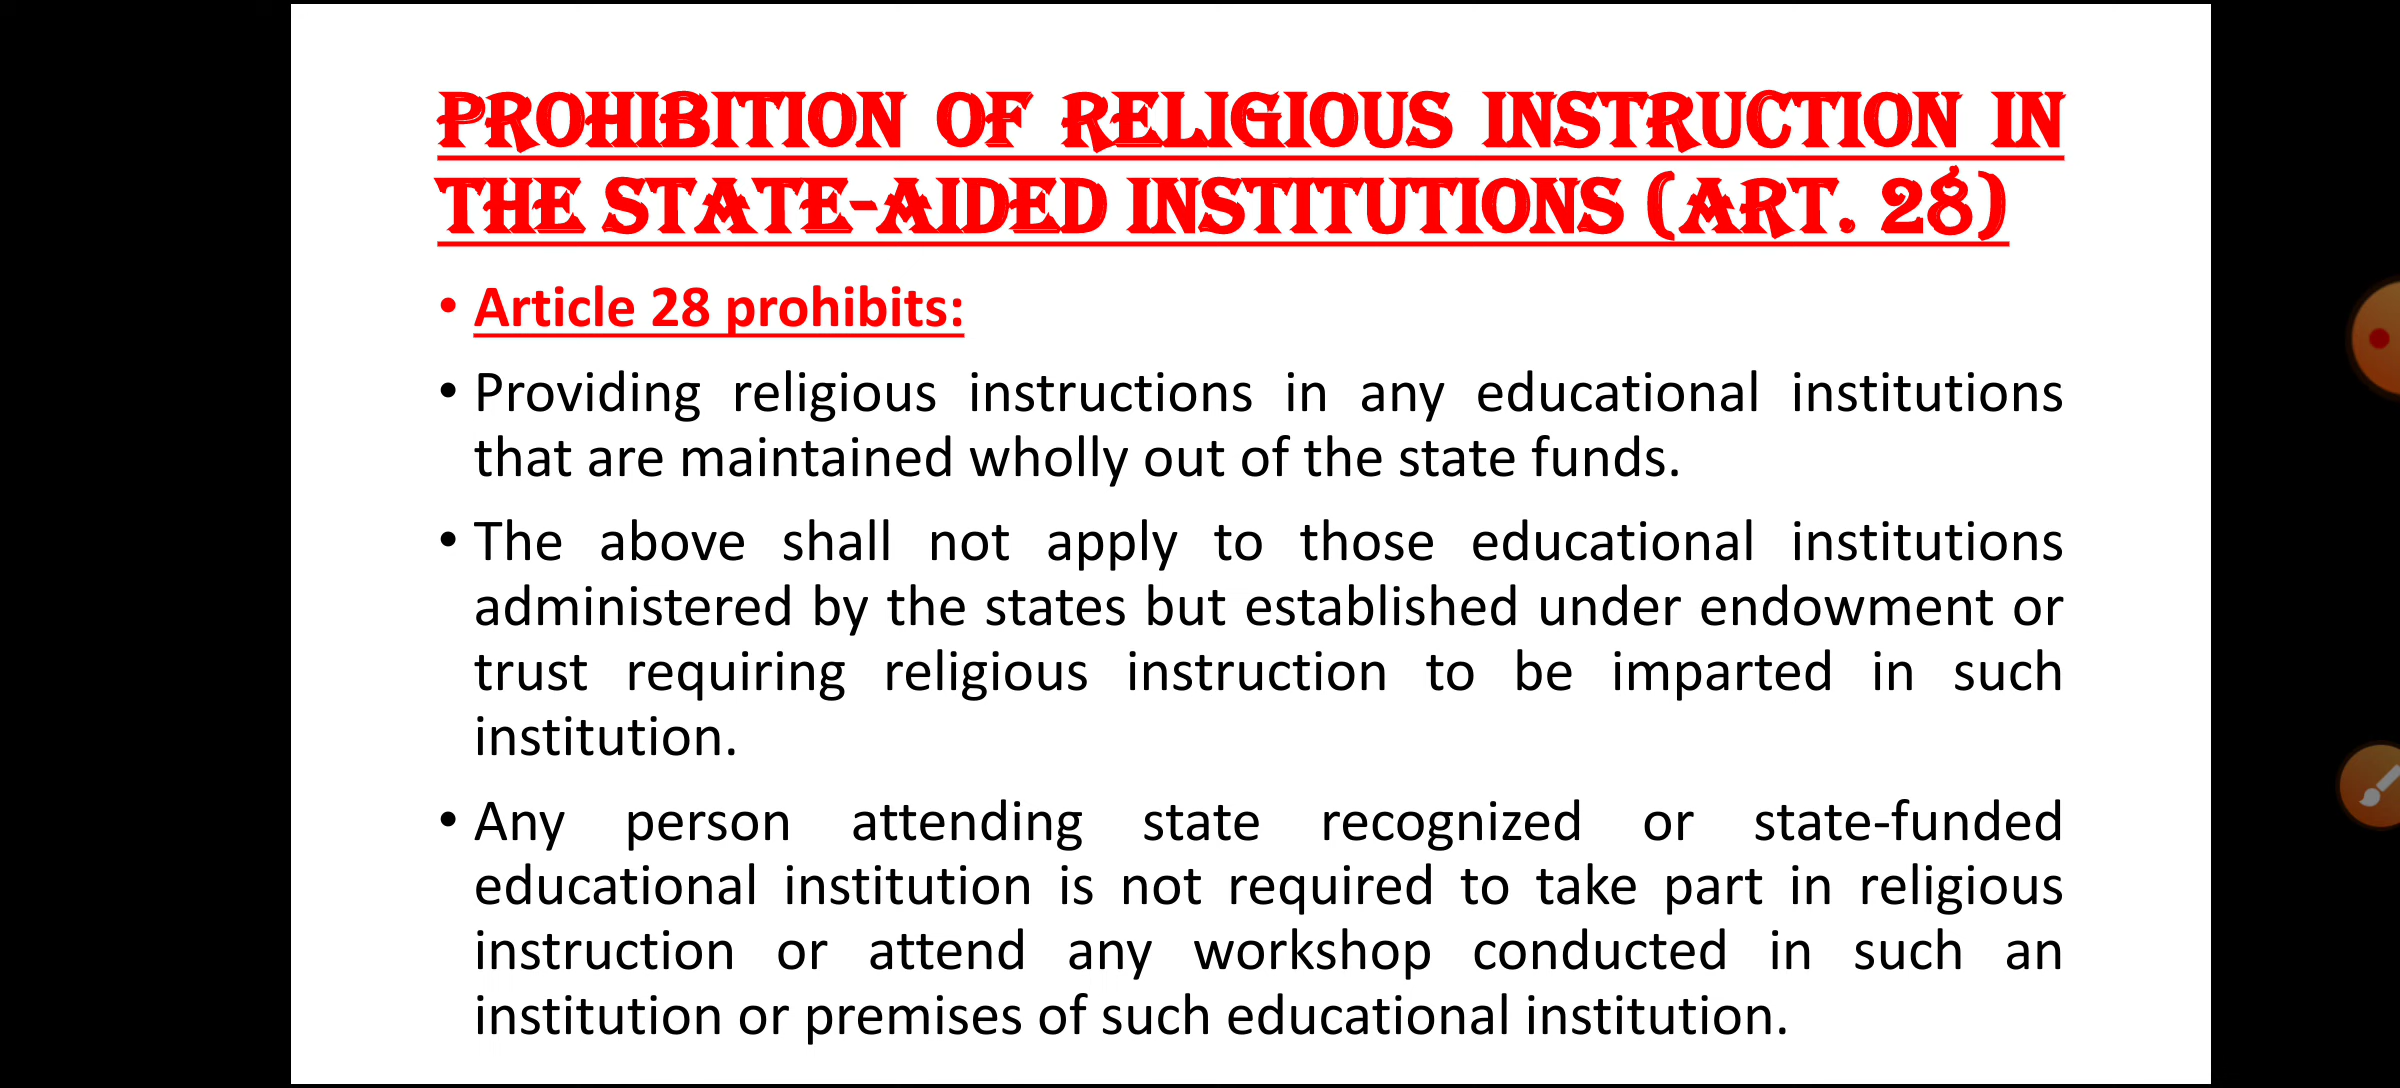 PROHIBITION OF RELIGIOUS INSTRUCTION IN
THE STATE-AIDED INSTITUTIONS (ART. 28)
• Article 28 prohibits:
• Providing religious instructions in any educational institutions
that are maintained wholly out of the state funds.
• The above shall not apply to those educational institutions
administered by the states but established under endowment or
trust requiring religious instruction to be imparted in such
institution.
• Any person attending state recognized or state-funded
educational institution is not required to take part in religious
instruction or attend any workshop conducted in such an
institution or premises of such educational institution.